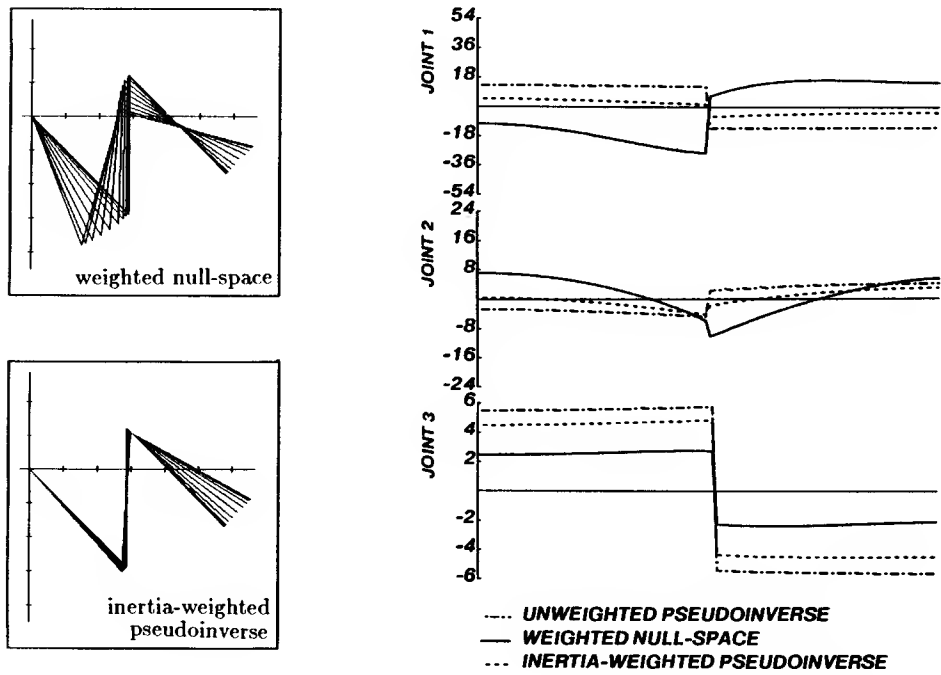 weighted null-space
inertia-weighted
pseudoinverse
JOINT 1
54
36
18
-18
-36
-54
JOINT 2
24
16
8
-8
-16
-24
JOINT 3
6
4
2
-2
-4
-6
UNWEIGHTED PSEUDOINVERSE
WEIGHTED NULL-SPACE
INERTIA-WEIGHTED PSEUDOINVERSE